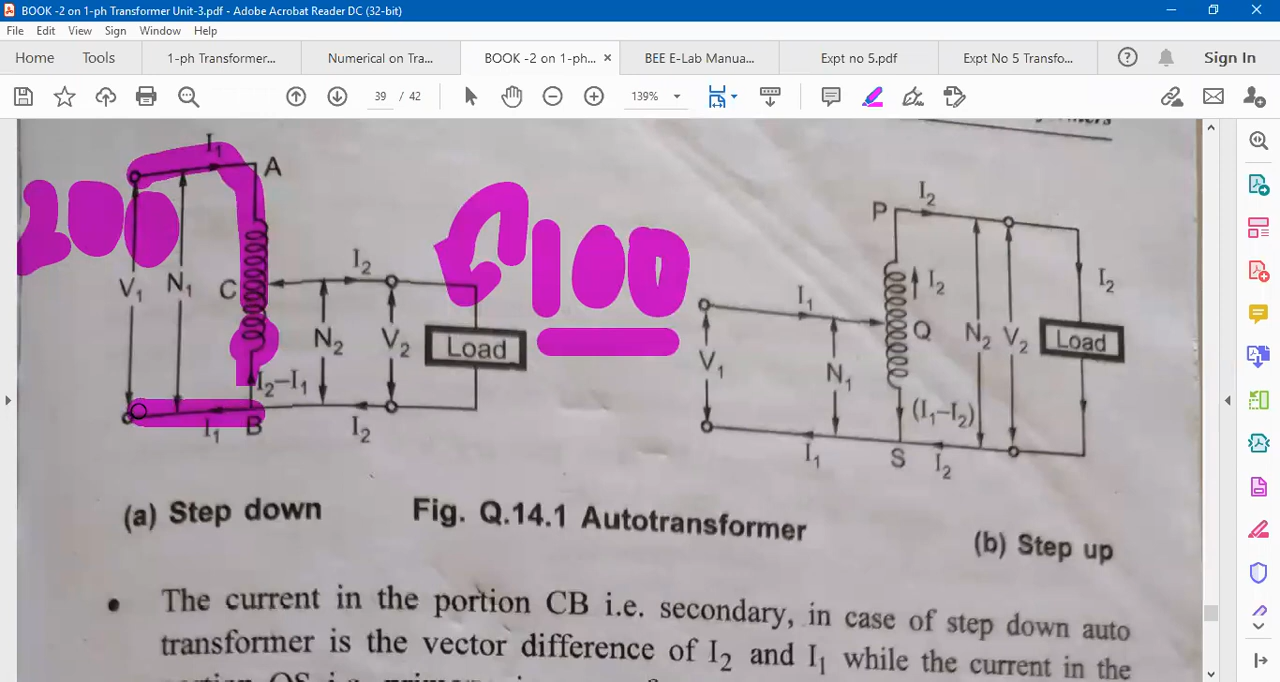 BOOK -2 on 1-ph Transformer Unit-3.pdf - Adobe Acrobat Reader DC (32-bit)
File Edit View Sign Window Help
Home Tools 1-ph Transformer... Numerical on Tra... BOOK -2 on 1-ph... × BEE E-Lab Manua... Expt no 5.pdf Expt No 5 Transfo... Sign In
39 / 42 139%
I₁ A
200
V₁ N₁ C I₂ N₂ V₂ Load
100
I₂–I₁
I₁ B I₂
P I₂
I₂ I₂
I₁ Q N₂ V₂ Load
V₁ N₁
(I₁–I₂)
I₁ S I₂
(a) Step down Fig. Q.14.1 Autotransformer
(b) Step up
• The current in the portion CB i.e. secondary, in case of step down auto
transformer is the vector difference of I₂ and I₁ while the current in the